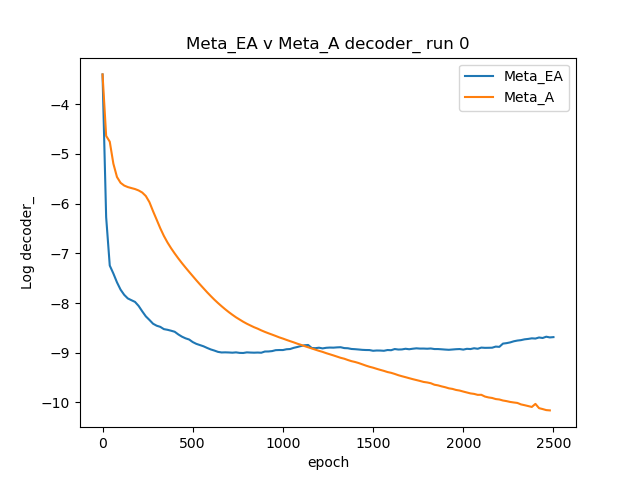 Meta_EA v Meta_A decoder_ run 0
Meta_EA
Meta_A
Log decoder_
−4
−5
−6
−7
−8
−9
−10
0
500
1000
1500
2000
2500
epoch